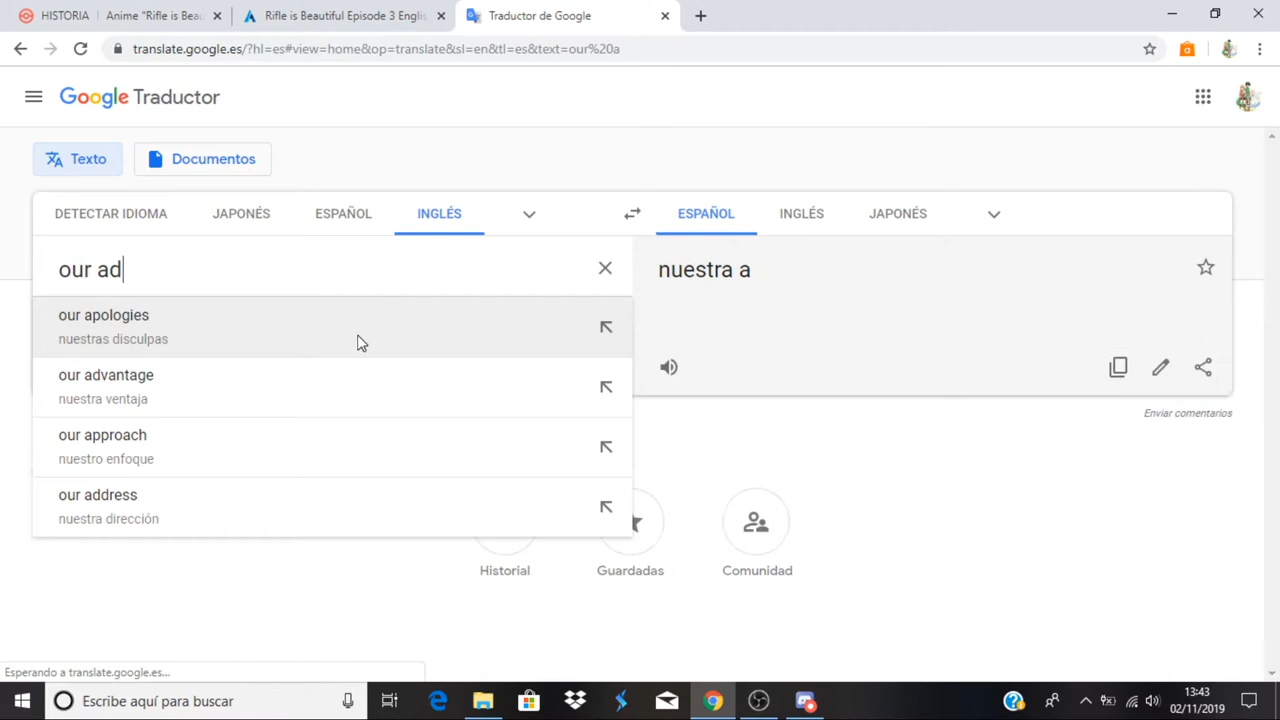 HISTORIA | Anime "Rifle is Beau
Rifle is Beautiful Episode 3 Englis
Traductor de Google
translate.google.es/?hl=es#view=home&op=translate&sl=en&tl=es&text=our%20a
Google Traductor
Texto
Documentos
DETECTAR IDIOMA
JAPONÉS
ESPAÑOL
INGLÉS
ESPAÑOL
INGLÉS
JAPONÉS
our ad
nuestra a
our apologies
nuestras disculpas
our advantage
nuestra ventaja
our approach
nuestro enfoque
our address
nuestra dirección
Enviar comentarios
Historial
Guardadas
Comunidad
Esperando a translate.google.es...
Escribe aquí para buscar
13:43
02/11/2019